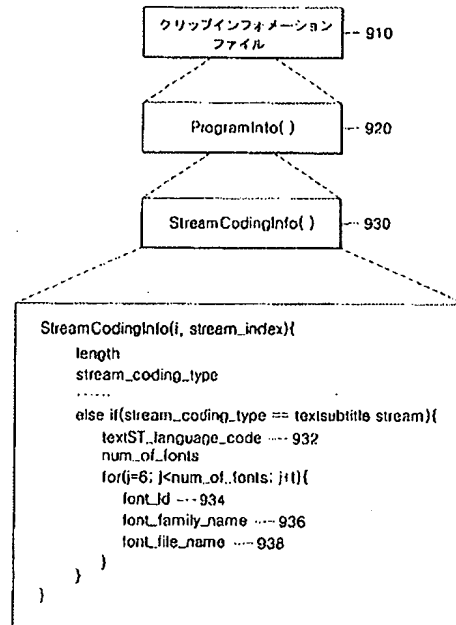 クリップインフォメーション
ファイル
910
ProgramInfo( )
920
StreamCodingInfo( )
930
StreamCodingInfo(i, stream_index){
length
stream_coding_type
......
else if(stream_coding_type == textsubtitle stream){
textST_language_code ---- 932
num_of_fonts
for(j=6; j<num_of_fonts; j++){
font_id ---- 934
font_family_name ---- 936
font_file_name ---- 938
}
}
}